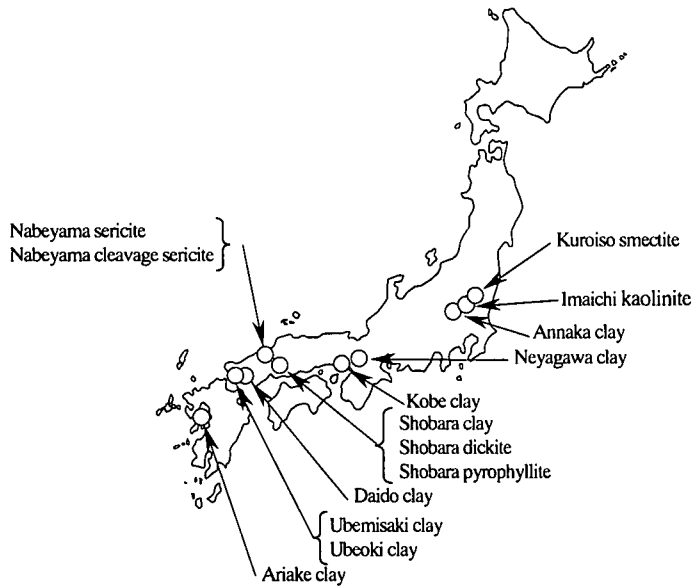 Nabeyama sericite
Nabeyama cleavage sericite
Kuroiso smectite
Imaichi kaolinite
Annaka clay
Neyagawa clay
Kobe clay
Shobara clay
Shobara dickite
Shobara pyrophyllite
Daido clay
Ubemisaki clay
Ubeoki clay
Ariake clay